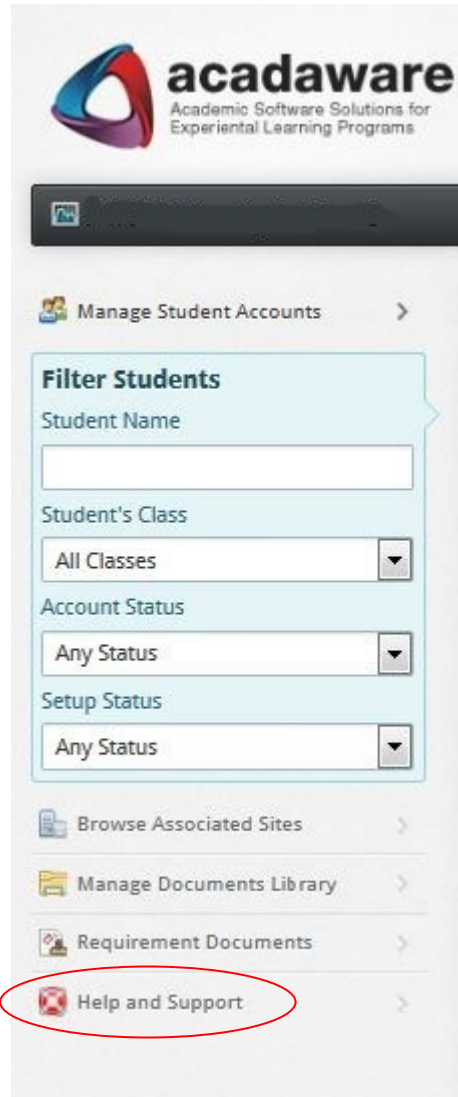 acadaware
Academic Software Solutions for
Experiental Learning Programs
Manage Student Accounts
Filter Students
Student Name
Student's Class
All Classes
Account Status
Any Status
Setup Status
Any Status
Browse Associated Sites
Manage Documents Library
Requirement Documents
Help and Support